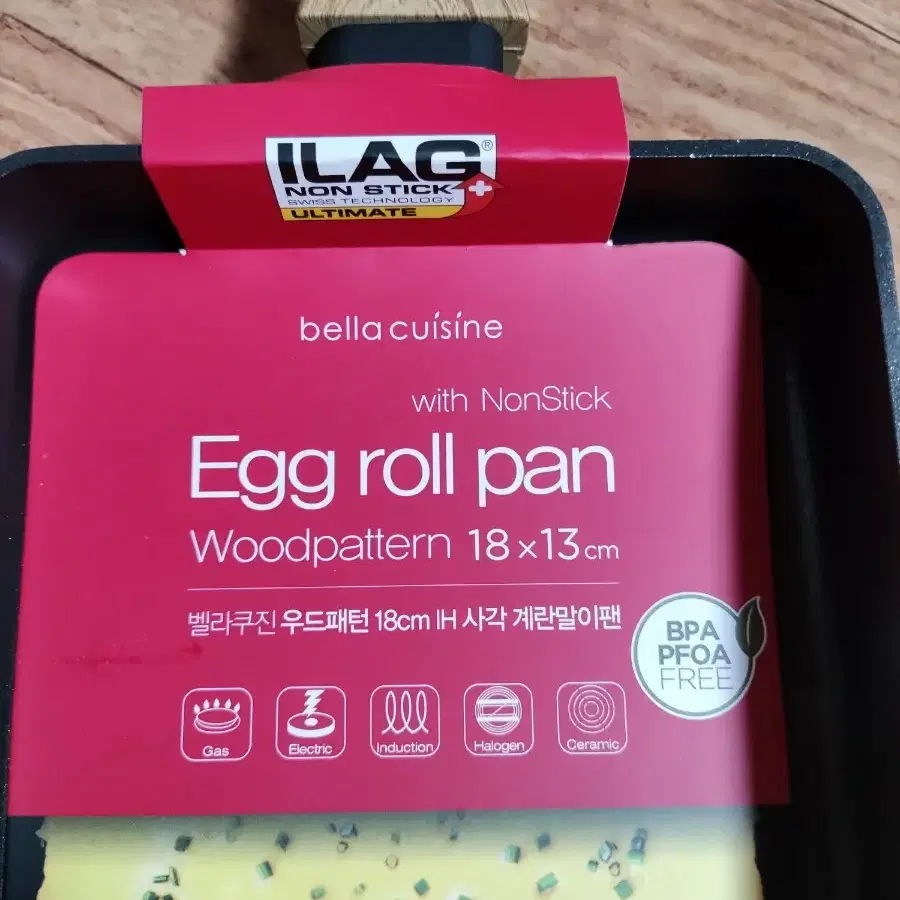 ILAG®
NON STICK
SWISS TECHNOLOGY
ULTIMATE
bella cuisine
with NonStick
Egg roll pan
Woodpattern 18×13cm
벨라쿠진 우드패턴 18cm IH 사각 계란말이팬
BPA
PFOA
FREE
Gas Electric Induction Halogen Ceramic